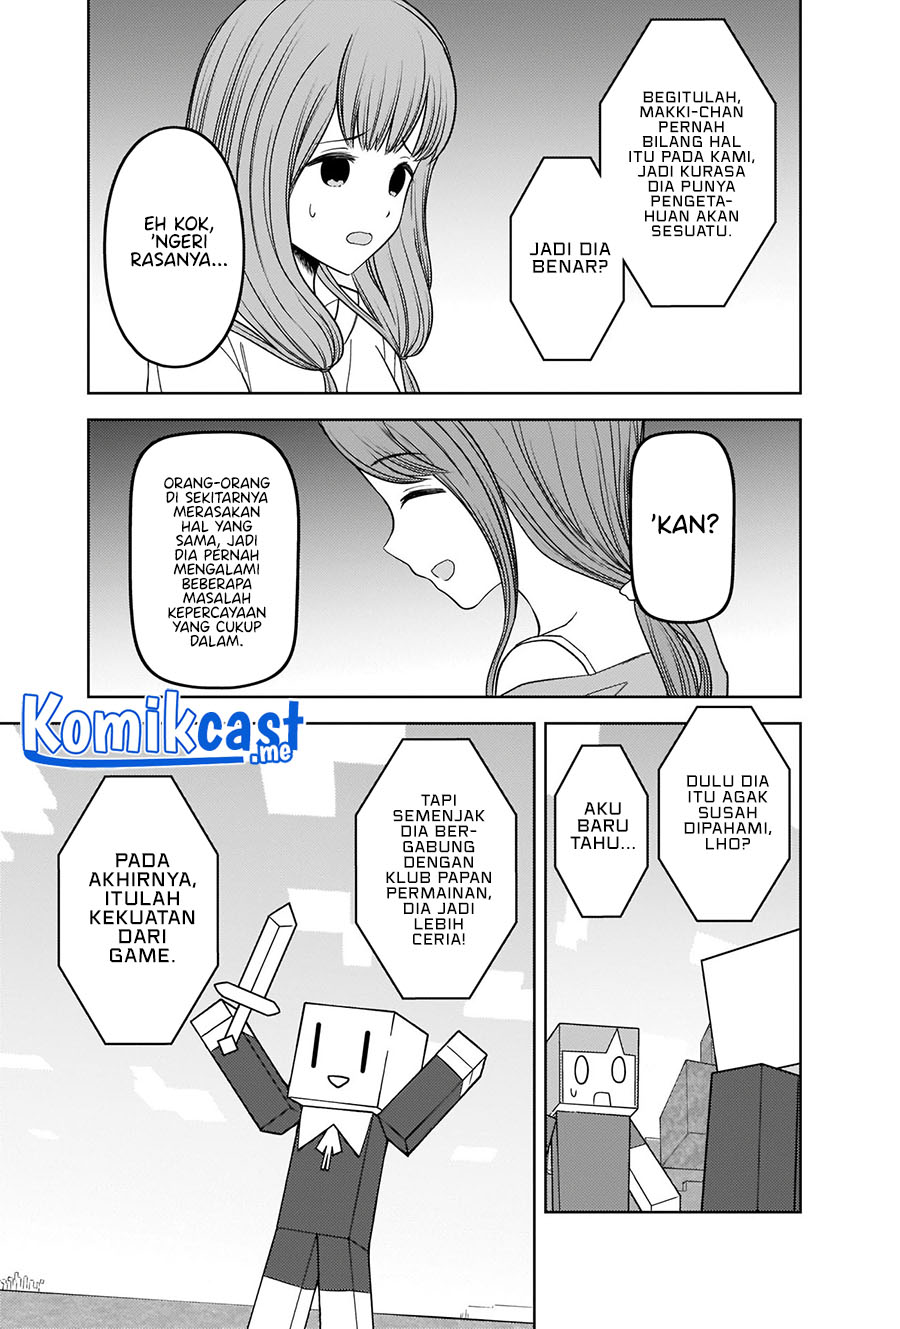 BEGITULAH,
MAKKI-CHAN
PERNAH
BILANG HAL
ITU PADA KAMI,
JADI KURASA
DIA PUNYA
PENGETA-
HUAN AKAN
SESUATU.
JADI DIA
BENAR?
EH KOK,
'NGERI
RASANYA...
'KAN?
ORANG-ORANG
DI SEKITARNYA
MERASAKAN
HAL YANG
SAMA, JADI
DIA PERNAH
MENGALAMI
BEBERAPA
MASALAH
KEPERCAYAAN
YANG CUKUP
DALAM.
Komikcast
.me
DULU DIA
ITU AGAK
SUSAH
DIPAHAMI,
LHO?
AKU
BARU
TAHU...
TAPI
SEMENJAK
DIA BER-
GABUNG
DENGAN
KLUB PAPAN
PERMAINAN,
DIA JADI
LEBIH
CERIA!
PADA
AKHIRNYA,
ITULAH
KEKUATAN
DARI
GAME.